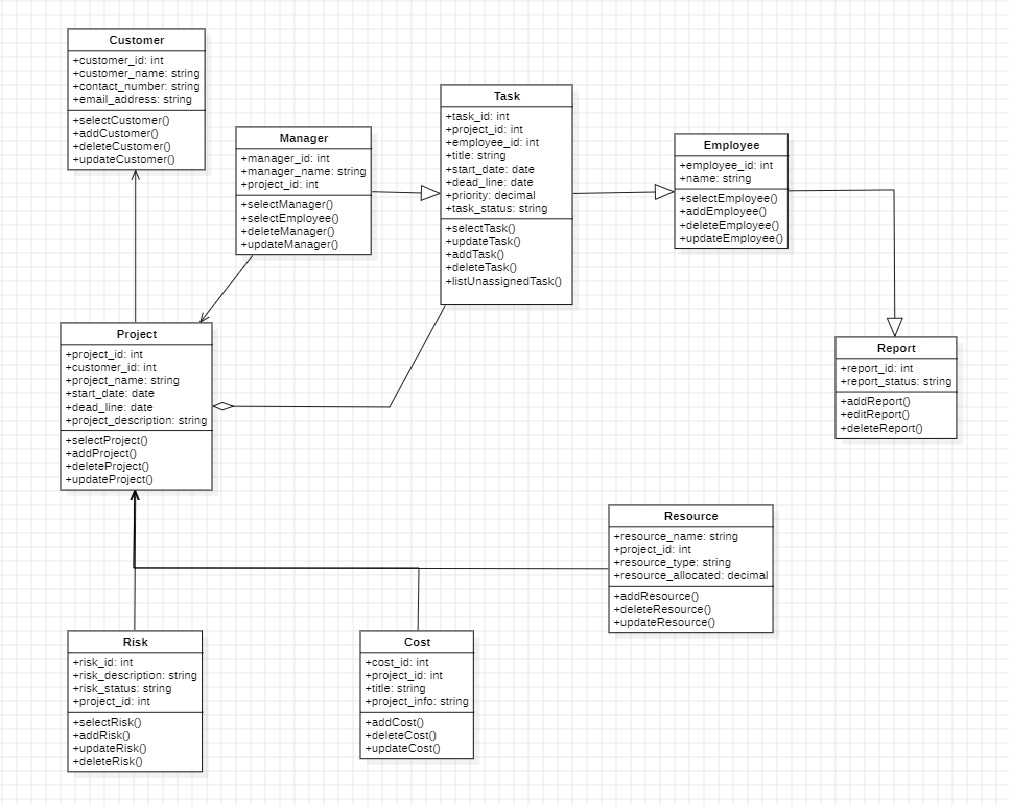 Customer
+customer_id: int
+customer_name: string
+contact_number: string
+email_address: string
+selectCustomer()
+addCustomer()
+deleteCustomer()
+updateCustomer()
Manager
+manager_id: int
+manager_name: string
+project_id: int
+selectManager()
+selectEmployee()
+deleteManager()
+updateManager()
Task
+task_id: int
+project_id: int
+employee_id: int
+title: string
+start_date: date
+dead_line: date
+priority: decimal
+task_status: string
+selectTask()
+updateTask()
+addTask()
+deleteTask()
+listUnassignedTask()
Employee
+employee_id: int
+name: string
+selectEmployee()
+addEmployee()
+deleteEmployee()
+updateEmployee()
Project
+project_id: int
+customer_id: int
+project_name: string
+start_date: date
+dead_line: date
+project_description: string
+selectProject()
+addProject()
+deleteProject()
+updateProject()
Report
+report_id: int
+report_status: string
+addReport()
+editReport()
+deleteReport()
Resource
+resource_name: string
+project_id: int
+resource_type: string
+resource_allocated: decimal
+addResource()
+deleteResource()
+updateResource()
Risk
+risk_id: int
+risk_description: string
+risk_status: string
+project_id: int
+selectRisk()
+addRisk()
+updateRisk()
+deleteRisk()
Cost
+cost_id: int
+project_id: int
+title: string
+project_info: string
+addCost()
+deleteCost()
+updateCost()